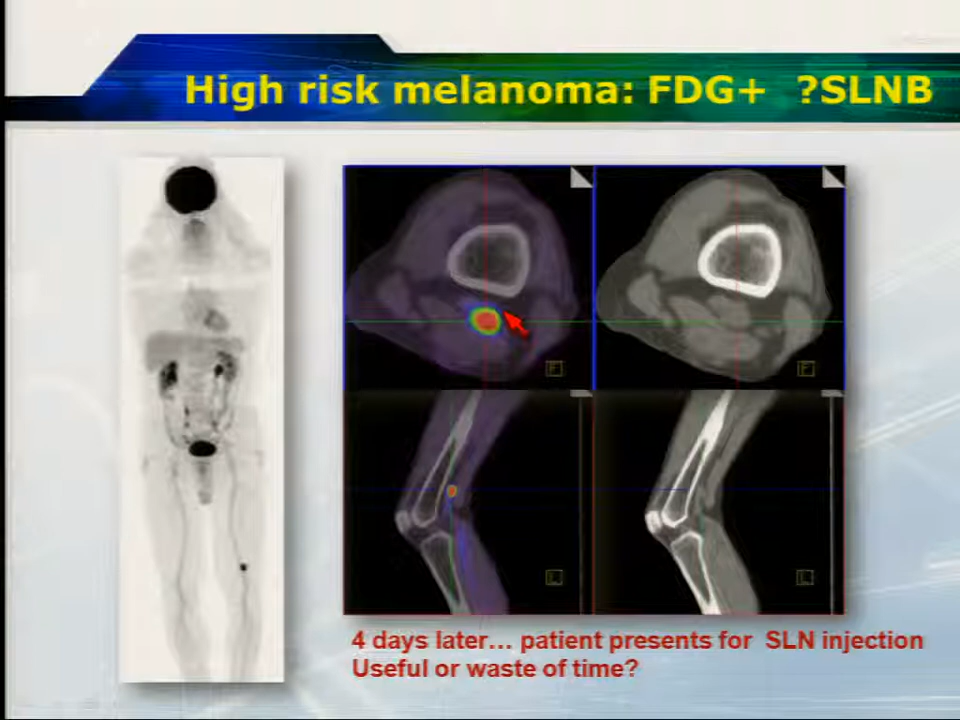 High risk melanoma: FDG+ ?SLNB
F
F
L
L
4 days later... patient presents for SLN injection
Useful or waste of time?